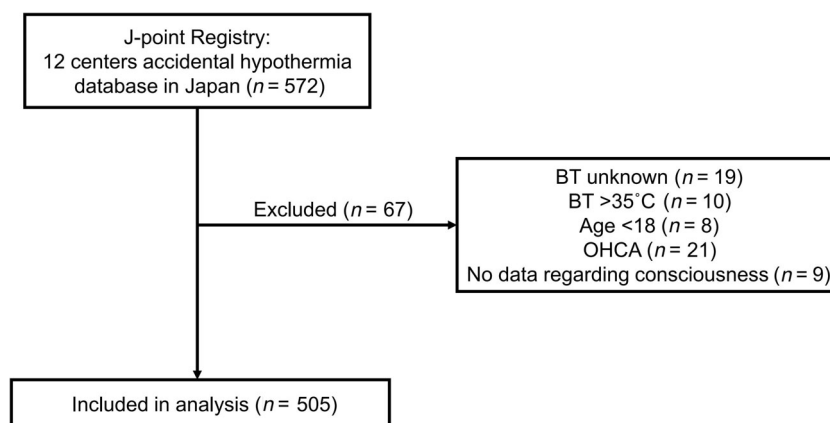 J-point Registry:
12 centers accidental hypothermia
database in Japan (n = 572)
Excluded (n = 67)
BT unknown (n = 19)
BT >35˚C (n = 10)
Age <18 (n = 8)
OHCA (n = 21)
No data regarding consciousness (n = 9)
Included in analysis (n = 505)